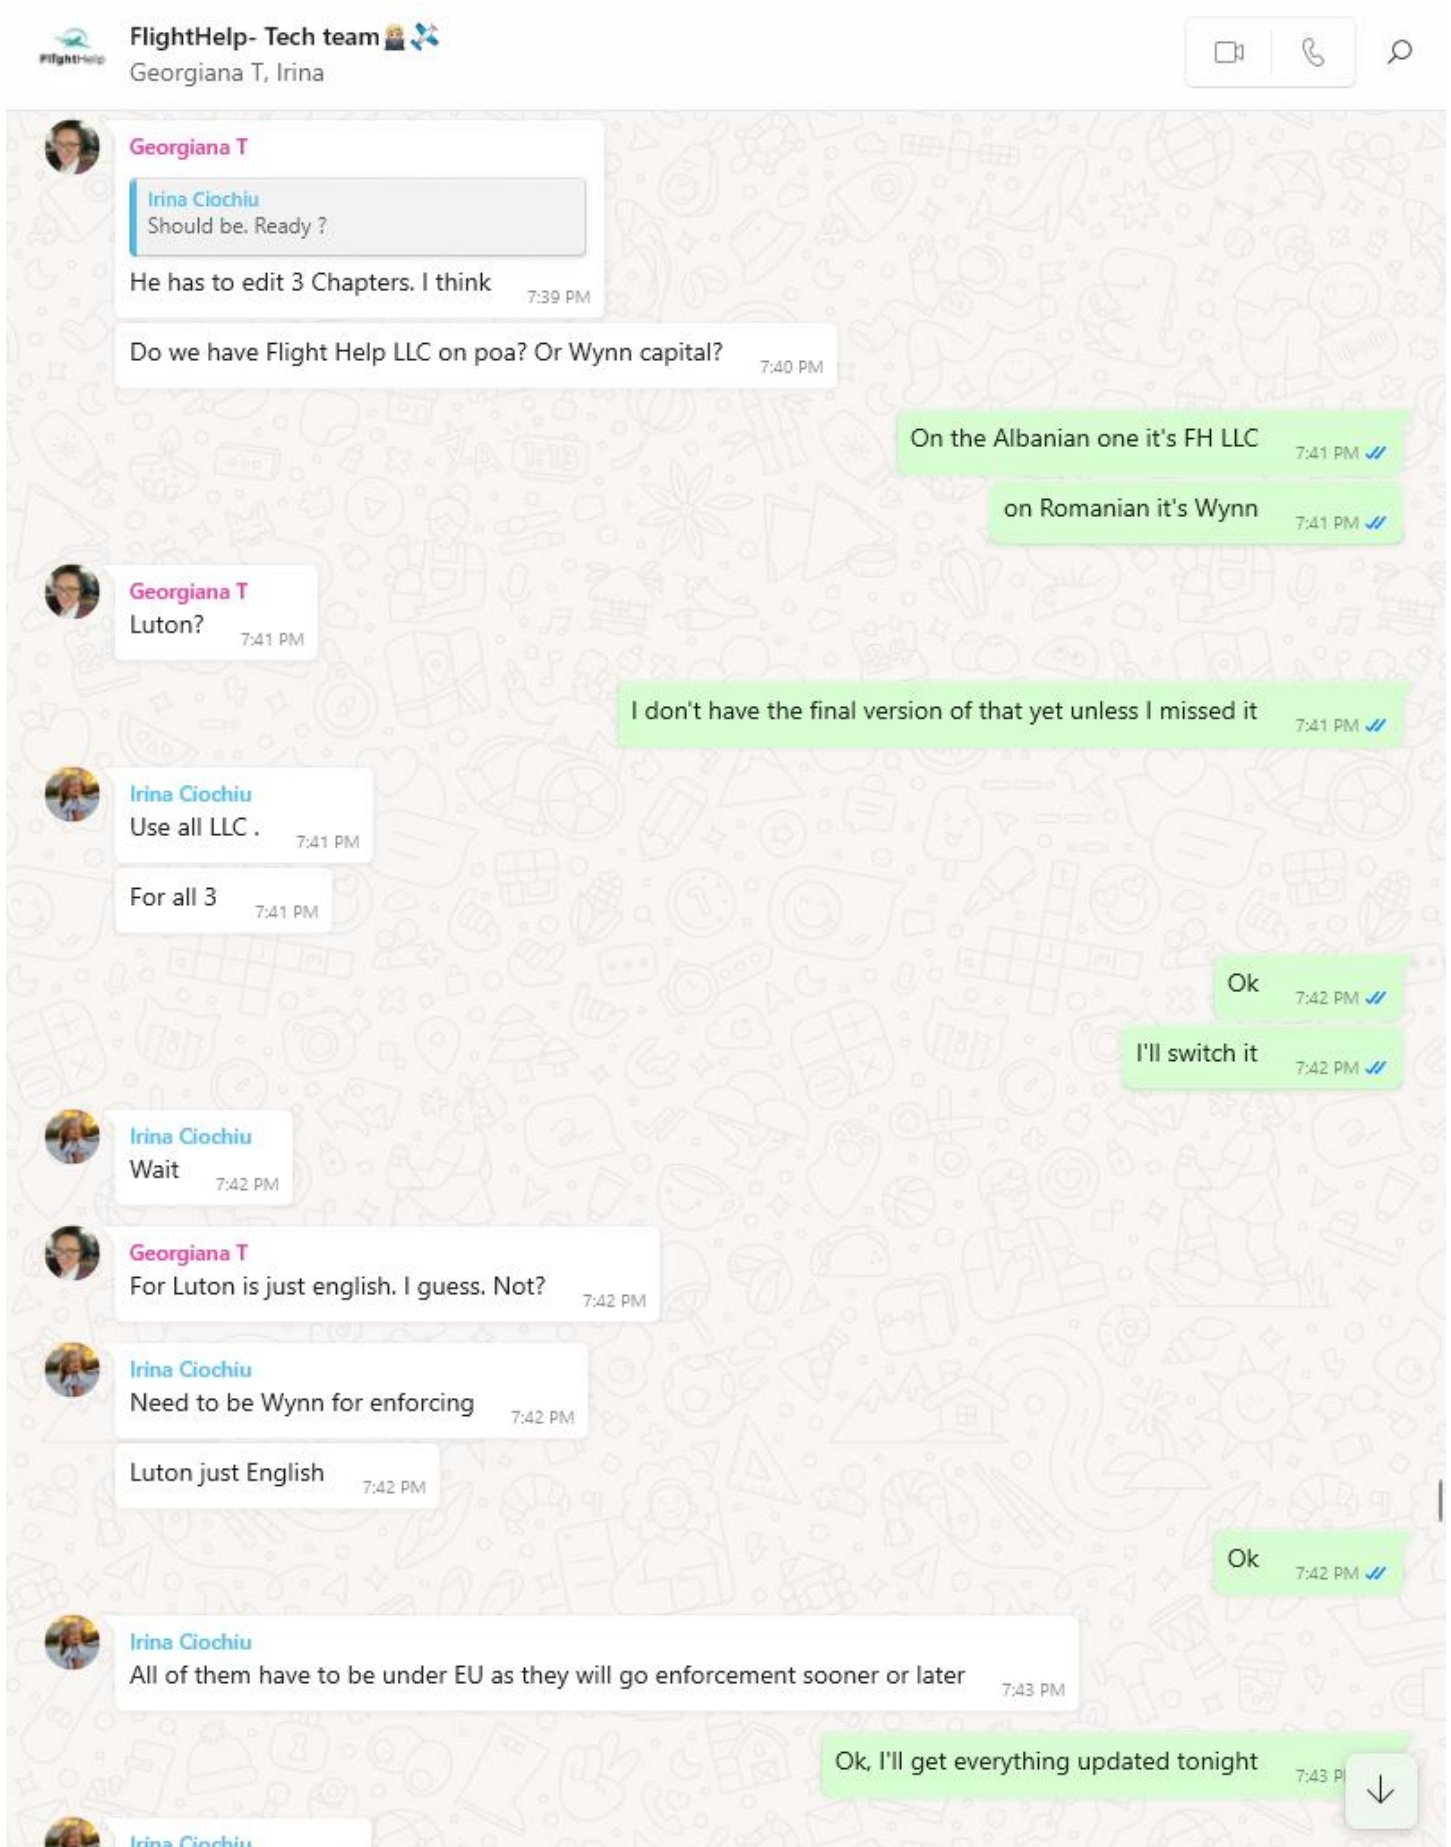 FlightHelp- Tech team
Georgiana T, Irina
FlightHelp
Georgiana T
Irina Ciochiu
Should be. Ready ?
He has to edit 3 Chapters. I think
7:39 PM
Do we have Flight Help LLC on poa? Or Wynn capital?
7:40 PM
On the Albanian one it's FH LLC
7:41 PM
on Romanian it's Wynn
7:41 PM
Georgiana T
Luton?
7:41 PM
I don't have the final version of that yet unless I missed it
7:41 PM
Irina Ciochiu
Use all LLC .
7:41 PM
For all 3
7:41 PM
Ok
7:42 PM
I'll switch it
7:42 PM
Irina Ciochiu
Wait
7:42 PM
Georgiana T
For Luton is just english. I guess. Not?
7:42 PM
Irina Ciochiu
Need to be Wynn for enforcing
7:42 PM
Luton just English
7:42 PM
Ok
7:42 PM
Irina Ciochiu
All of them have to be under EU as they will go enforcement sooner or later
7:43 PM
Ok, I'll get everything updated tonight
7:43 P
Irina Ciochiu